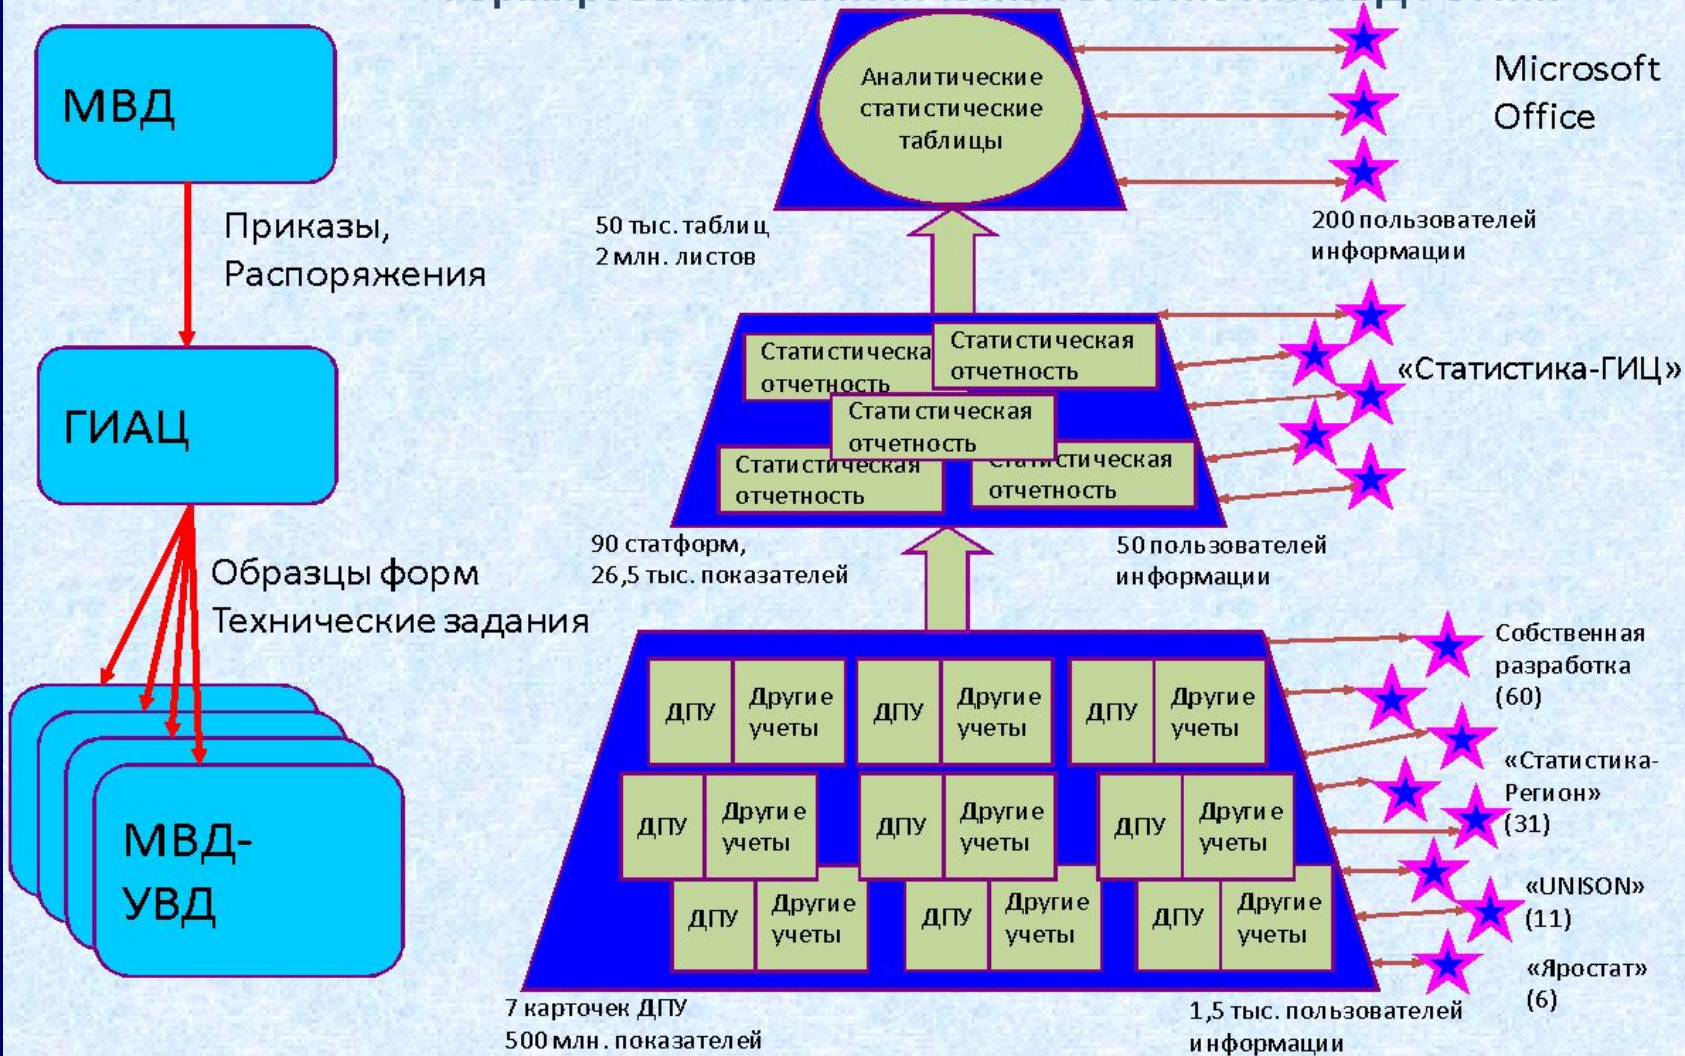 МВД
Приказы,
Распоряжения
ГИАЦ
Образцы форм
Технические задания
МВД-
УВД
Аналитические
статистические
таблицы
50 тыс. таблиц
2 млн. листов
Microsoft
Office
200 пользователей
информации
Статистическа
отчетность
Статистическая
отчетность
Статистическая
отчетность
Статистическая
отчетность
Статистическая
отчетность
«Статистика-ГИЦ»
90 статформ,
26,5 тыс. показателей
50 пользователей
информации
ДПУ
Другие
учеты
ДПУ
Другие
учеты
ДПУ
Другие
учеты
ДПУ
Другие
учеты
ДПУ
Другие
учеты
ДПУ
Другие
учеты
ДПУ
Другие
учеты
ДПУ
Другие
учеты
ДПУ
Другие
учеты
Собственная
разработка
(60)
«Статистика-
Регион»
(31)
«UNISON»
(11)
«Яростат»
(6)
7 карточек ДПУ
500 млн. показателей
1,5 тыс. пользователей
информации